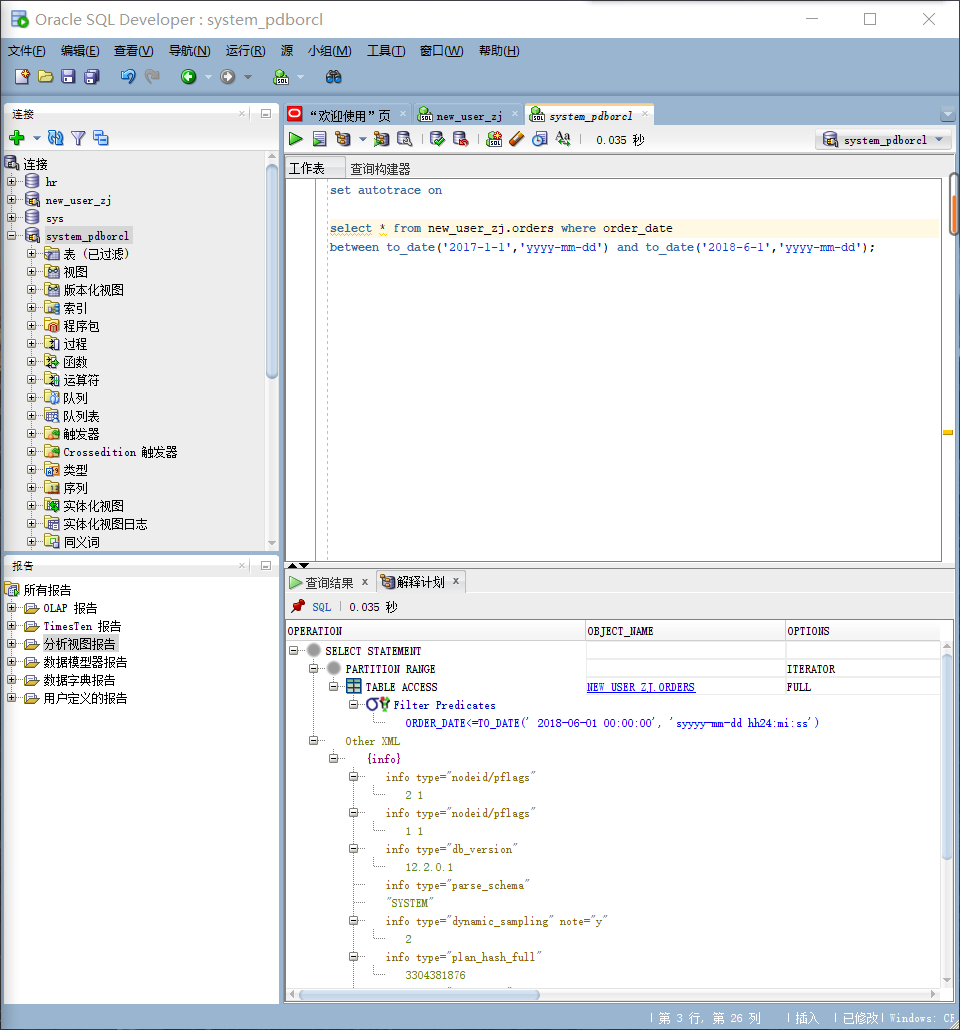 Oracle SQL Developer : system_pdborcl
文件(F) 编辑(E) 查看(V) 导航(N) 运行(R) 源 小组(M) 工具(T) 窗口(W) 帮助(H)
连接
连接
hr
new_user_zj
sys
system_pdborcl
表 (已过滤)
视图
版本化视图
索引
程序包
过程
函数
运算符
队列
队列表
触发器
Crossedition 触发器
类型
序列
实体化视图
实体化视图日志
同义词
报告
所有报告
OLAP 报告
TimesTen 报告
分析视图报告
数据模型器报告
数据字典报告
用户定义的报告
“欢迎使用”页 new_user_zj system_pdborcl
0.035 秒 system_pdborcl
工作表 查询构建器
set autotrace on
select * from new_user_zj.orders where order_date
between to_date('2017-1-1','yyyy-mm-dd') and to_date('2018-6-1','yyyy-mm-dd');
查询结果 x 解释计划 x
SQL | 0.035 秒
OPERATION OBJECT_NAME OPTIONS
SELECT STATEMENT
PARTITION RANGE ITERATOR
TABLE ACCESS NEW_USER_ZJ.ORDERS FULL
Filter Predicates
ORDER_DATE<=TO_DATE(' 2018-06-01 00:00:00', 'syyyy-mm-dd hh24:mi:ss')
Other XML
{info}
info type="nodeid/pflags"
2 1
info type="nodeid/pflags"
1 1
info type="db_version"
12.2.0.1
info type="parse_schema"
"SYSTEM"
info type="dynamic_sampling" note="y"
2
info type="plan_hash_full"
3304381876
| 第 3 行, 第 26 列 | 插入 | 已修改 | Windows: CF